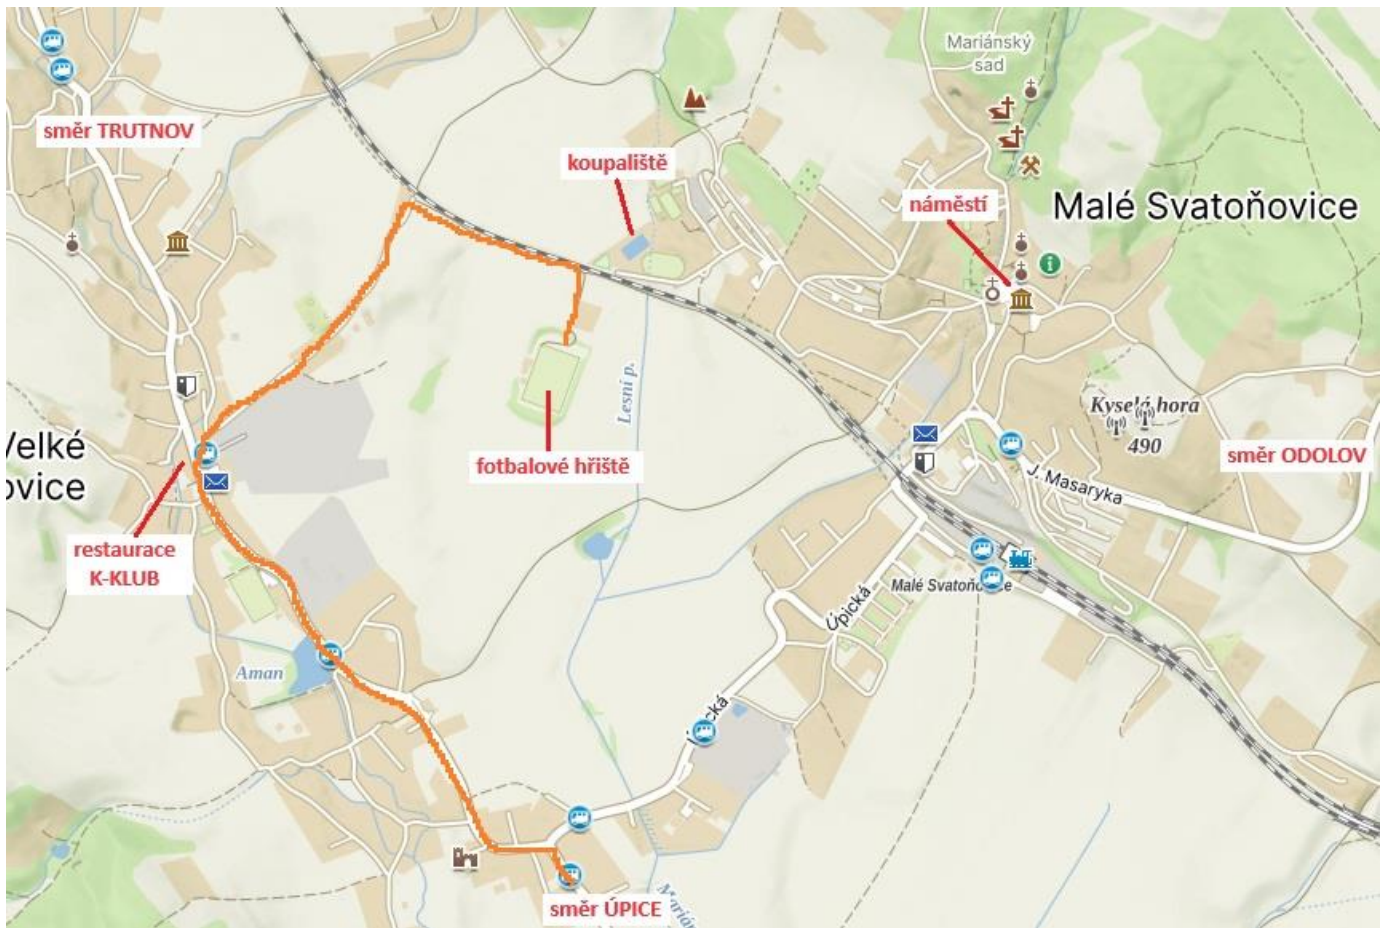 Mariánský
sad
směr TRUTNOV
koupaliště
náměstí
Malé Svatoňovice
Lesní p.
Kyselá hora
490
Velké
ovice
fotbalové hřiště
směr ODOLOV
J. Masaryka
restaurace
K-KLUB
Malé Svatoňovice
Úpická
Aman
směr ÚPICE